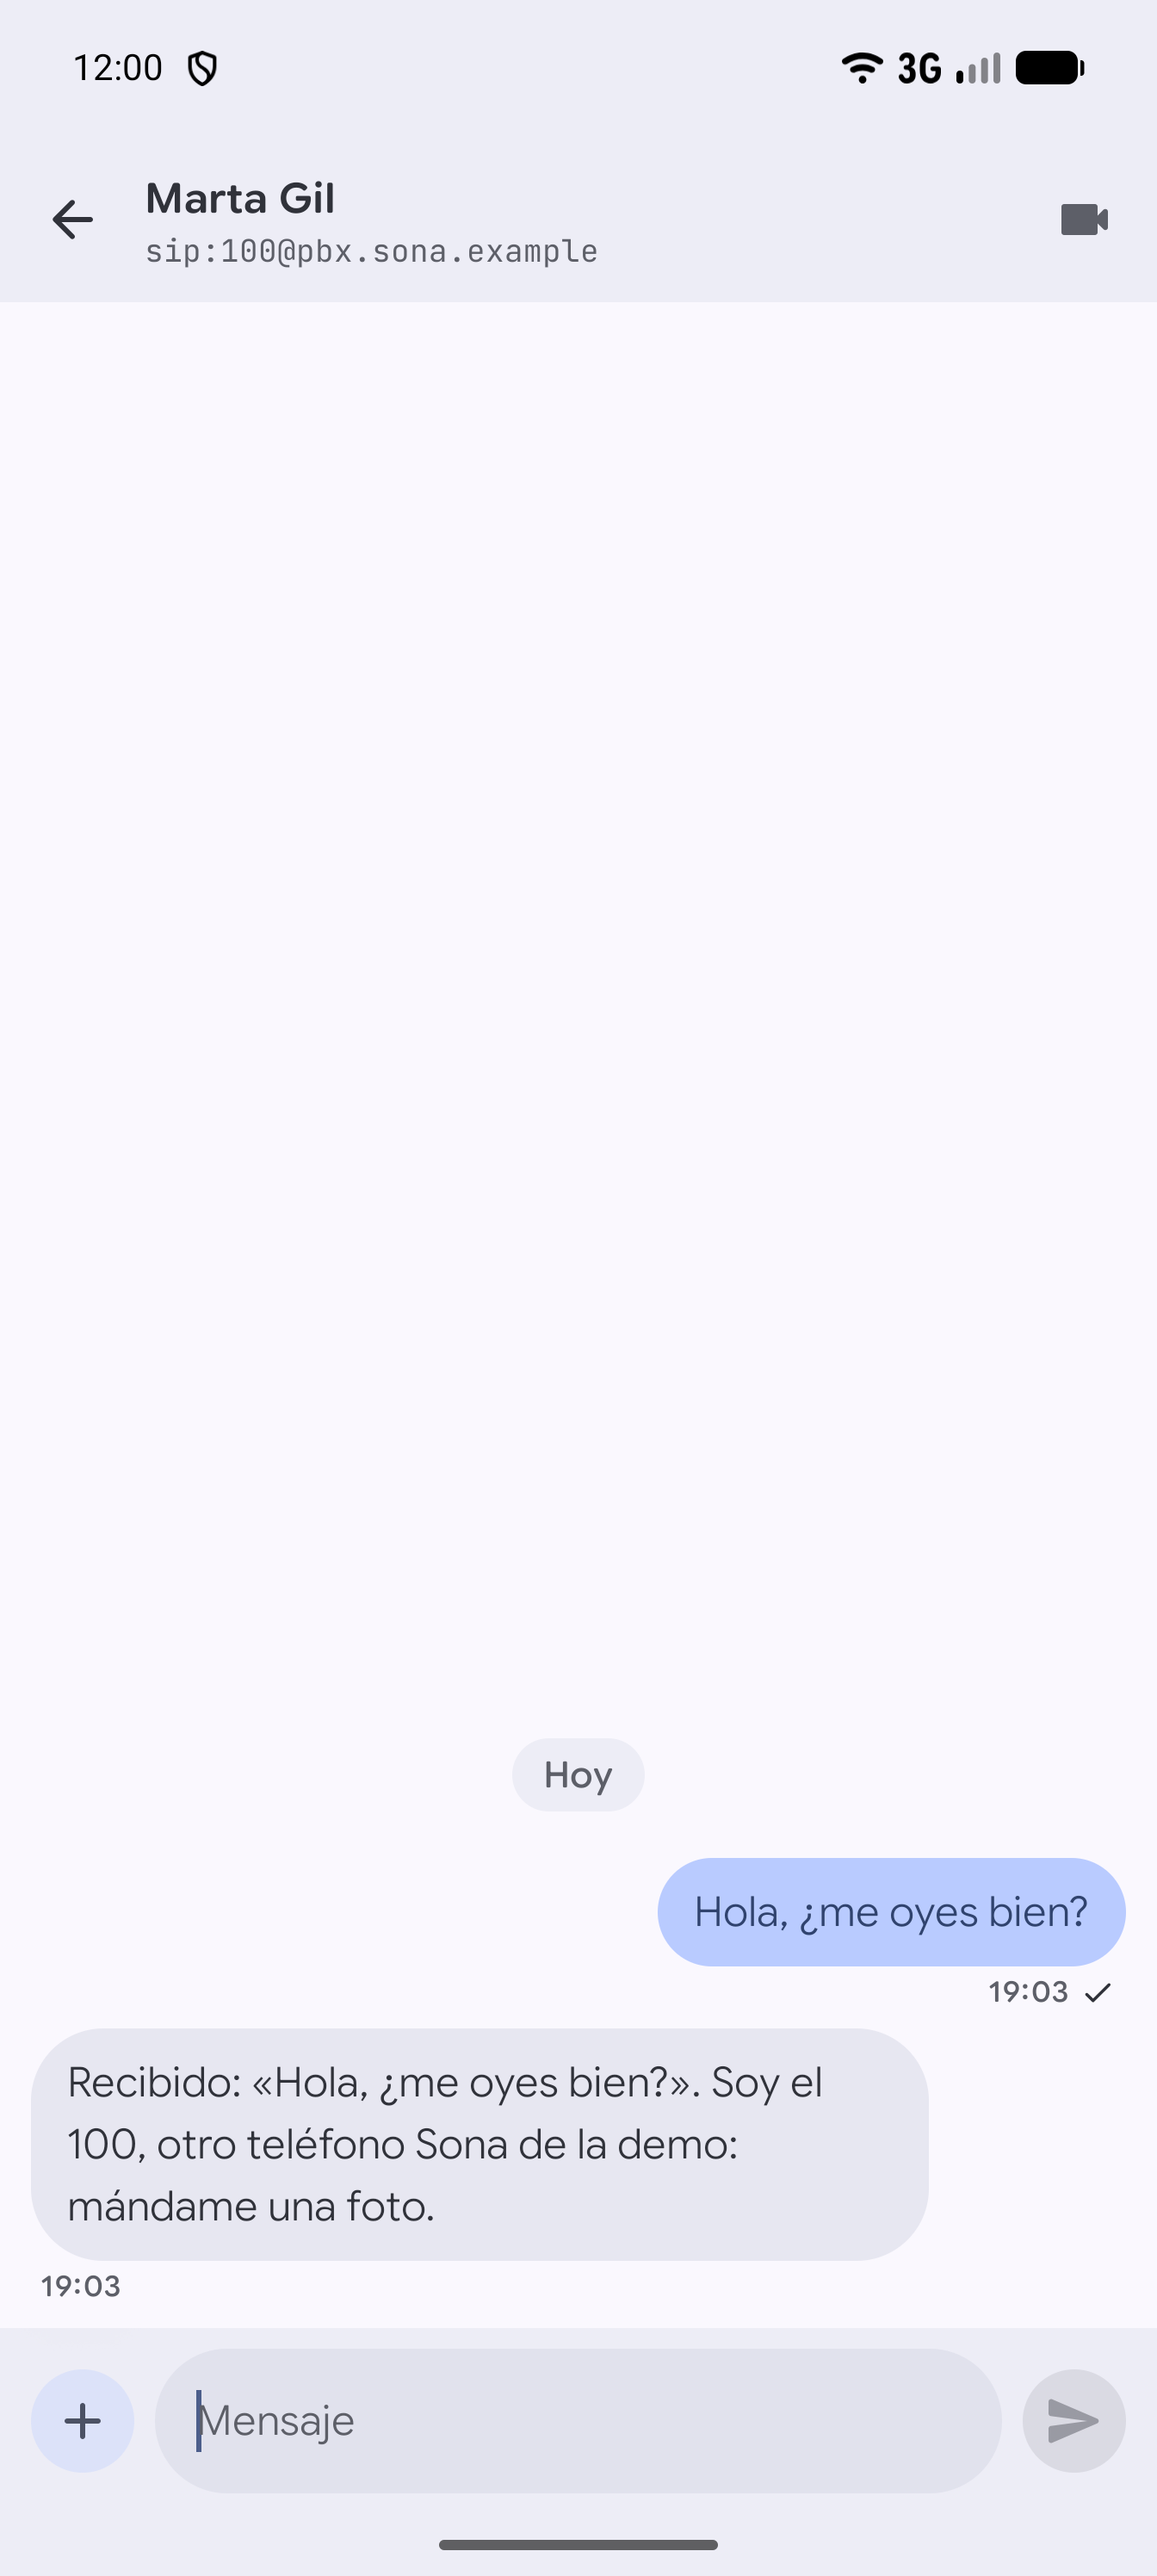 12:00
3G
Marta Gil
sip:100@pbx.sona.example
Hoy
Hola, ¿me oyes bien?
19:03
Recibido: «Hola, ¿me oyes bien?». Soy el
100, otro teléfono Sona de la demo:
mándame una foto.
19:03
Mensaje